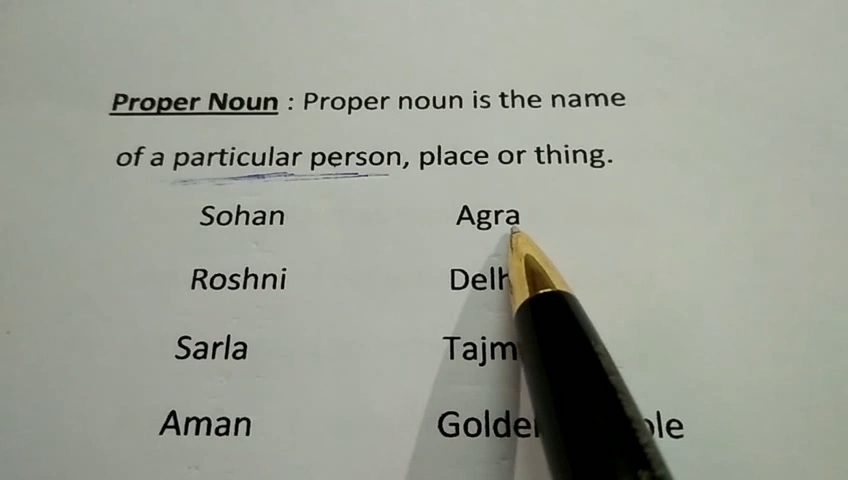 Proper Noun : Proper noun is the name
of a particular person, place or thing.
Sohan Agra
Roshni
Sarla
Aman